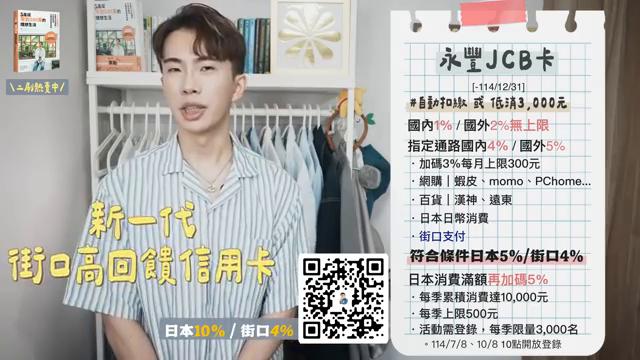 \二刷熱賣中/
新一代
街口高回饋信用卡
日本10% / 街口4%
永豐JCB卡
[-114/12/31]
#自動扣繳 或 低消3,000元
國內1% / 國外2%無上限
指定通路國內4% / 國外5%
・加碼3%每月上限300元
・網購|蝦皮、momo、PChome...
・百貨|漢神、遠東
・日本日幣消費
・街口支付
符合條件日本5%/街口4%
日本消費滿額再加碼5%
・每季累積消費達10,000元
・每季上限500元
・活動需登錄，每季限量3,000名
。114/7/8、10/8 10點開放登錄